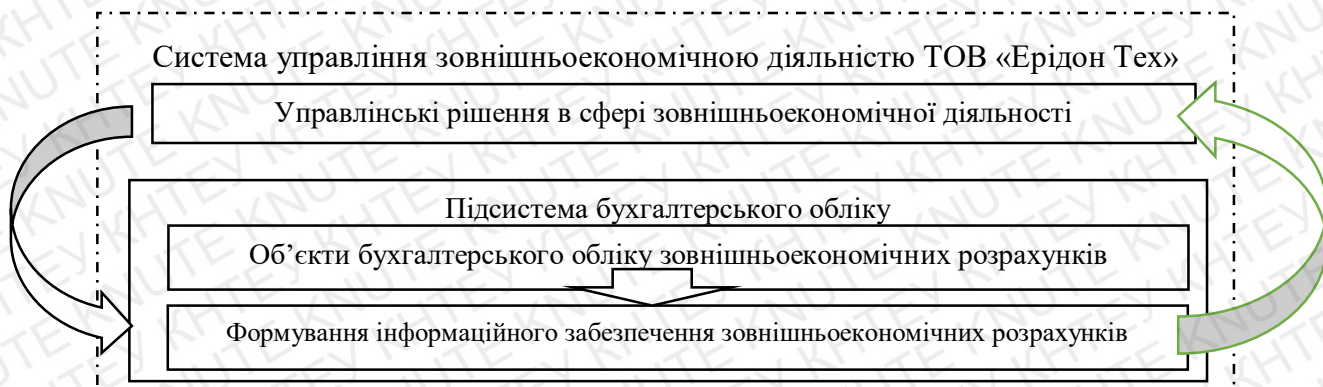 Система управління зовнішньоекономічною діяльністю ТОВ «Ерідон Тех»
Управлінські рішення в сфері зовнішньоекономічної діяльності
Підсистема бухгалтерського обліку
Об’єкти бухгалтерського обліку зовнішньоекономічних розрахунків
Формування інформаційного забезпечення зовнішньоекономічних розрахунків